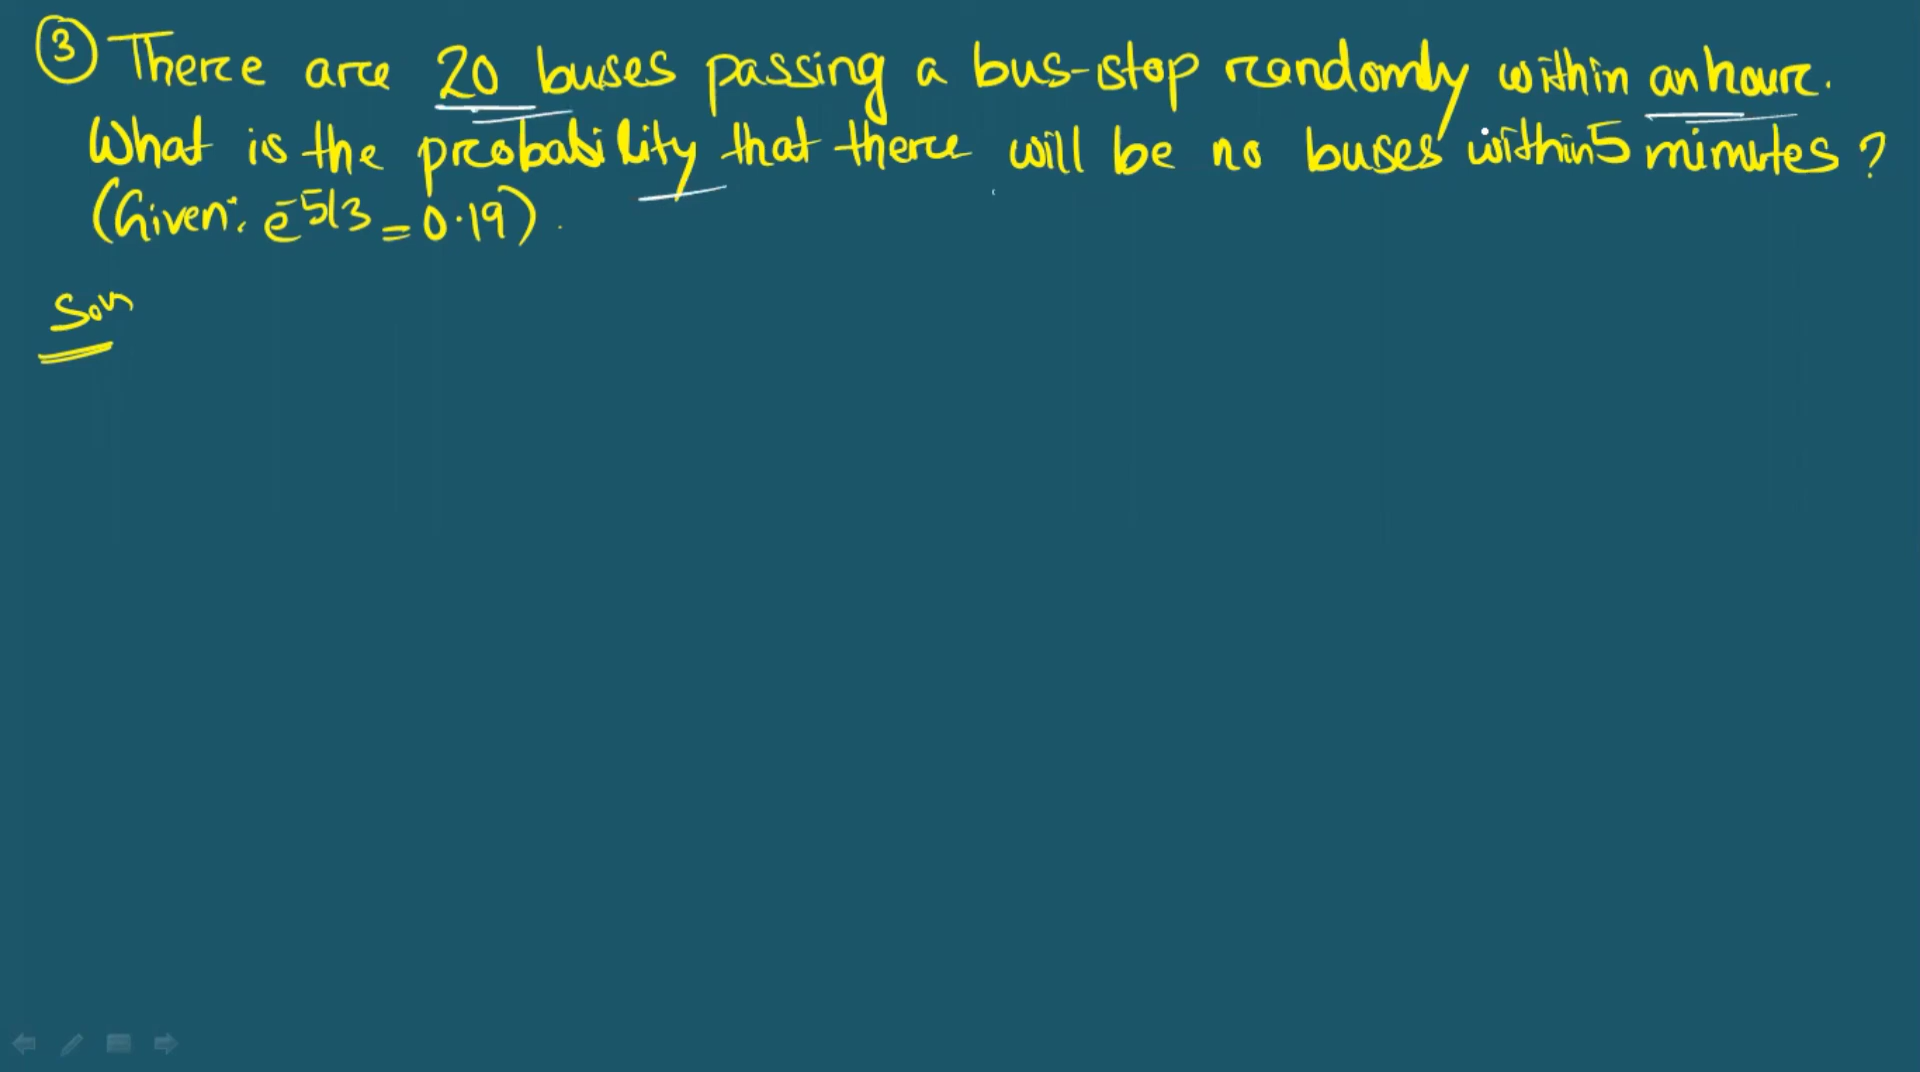 ③ There are 20 buses passing a bus-stop randomly within an hour.
What is the probability that there will be no buses within 5 minutes?
(Given: e^-5/3 = 0.19).
Soln